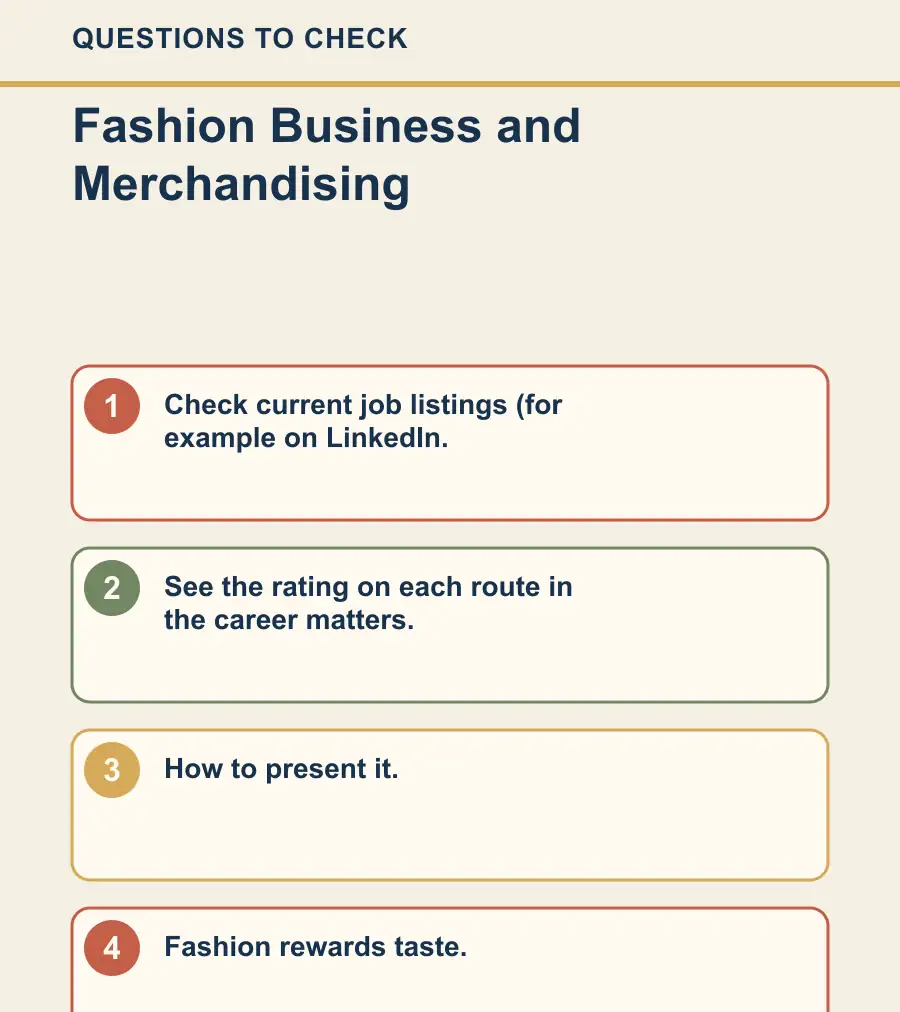 QUESTIONS TO CHECK
Fashion Business and
Merchandising
1
Check current job listings (for
example on LinkedIn.
2
See the rating on each route in
the career matters.
3
How to present it.
4
Fashion rewards taste.